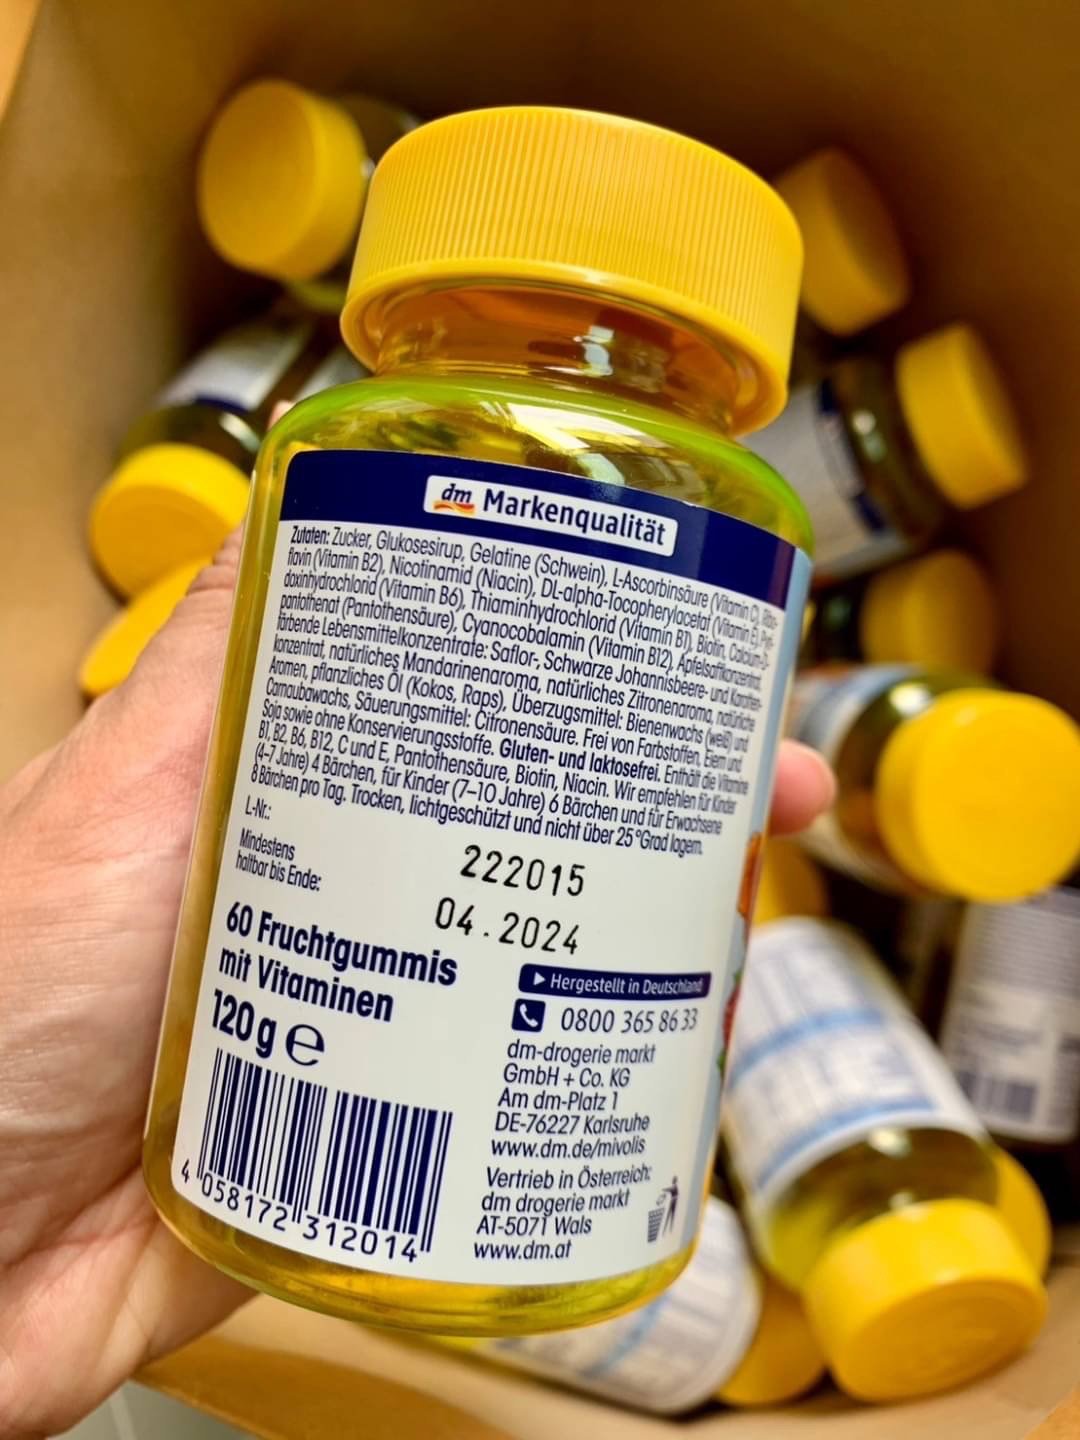 dm Markenqualität
Zutaten: Zucker, Glukosesirup, Gelatine (Schwein), L-Ascorbinsäure (Vitamin C), Ribo-
flavin (Vitamin B2), Nicotinamid (Niacin), DL-alpha-Tocopherylacetat (Vitamin E), Pyri-
doxinhydrochlorid (Vitamin B6), Thiaminhydrochlorid (Vitamin B1), Biotin, Calcium-D-
pantothenat (Pantothensäure), Cyanocobalamin (Vitamin B12), Apfelsaftkonzentrat,
färbende Lebensmittelkonzentrate: Saflor-, Schwarze Johannisbeere- und Karotten-
konzentrat, natürliches Mandarinenaroma, natürliches Zitronenaroma, natürliche
Aromen, pflanzliches Öl (Kokos, Raps), Überzugsmittel: Bienenwachs (weiß) und
Carnaubawachs, Säuerungsmittel: Citronensäure. Frei von Farbstoffen, Eiern und
Soja sowie ohne Konservierungsstoffe. Gluten- und laktosefrei. Enthält die Vitamine
B1, B2, B6, B12, C und E, Pantothensäure, Biotin, Niacin. Wir empfehlen für Kinder
(4-7 Jahre) 4 Bärchen, für Kinder (7-10 Jahre) 6 Bärchen und für Erwachsene
8 Bärchen pro Tag. Trocken, lichtgeschützt und nicht über 25 °Grad lagern.
L-Nr.:
222015
Mindestens
haltbar bis Ende:
04.2024
60 Fruchtgummis
mit Vitaminen
120 g e
Hergestellt in Deutschland
0800 365 86 33
dm-drogerie markt
GmbH + Co. KG
Am dm-Platz 1
DE-76227 Karlsruhe
www.dm.de/mivolis
Vertrieb in Österreich:
dm drogerie markt
AT-5071 Wals
www.dm.at
4 058172 312014